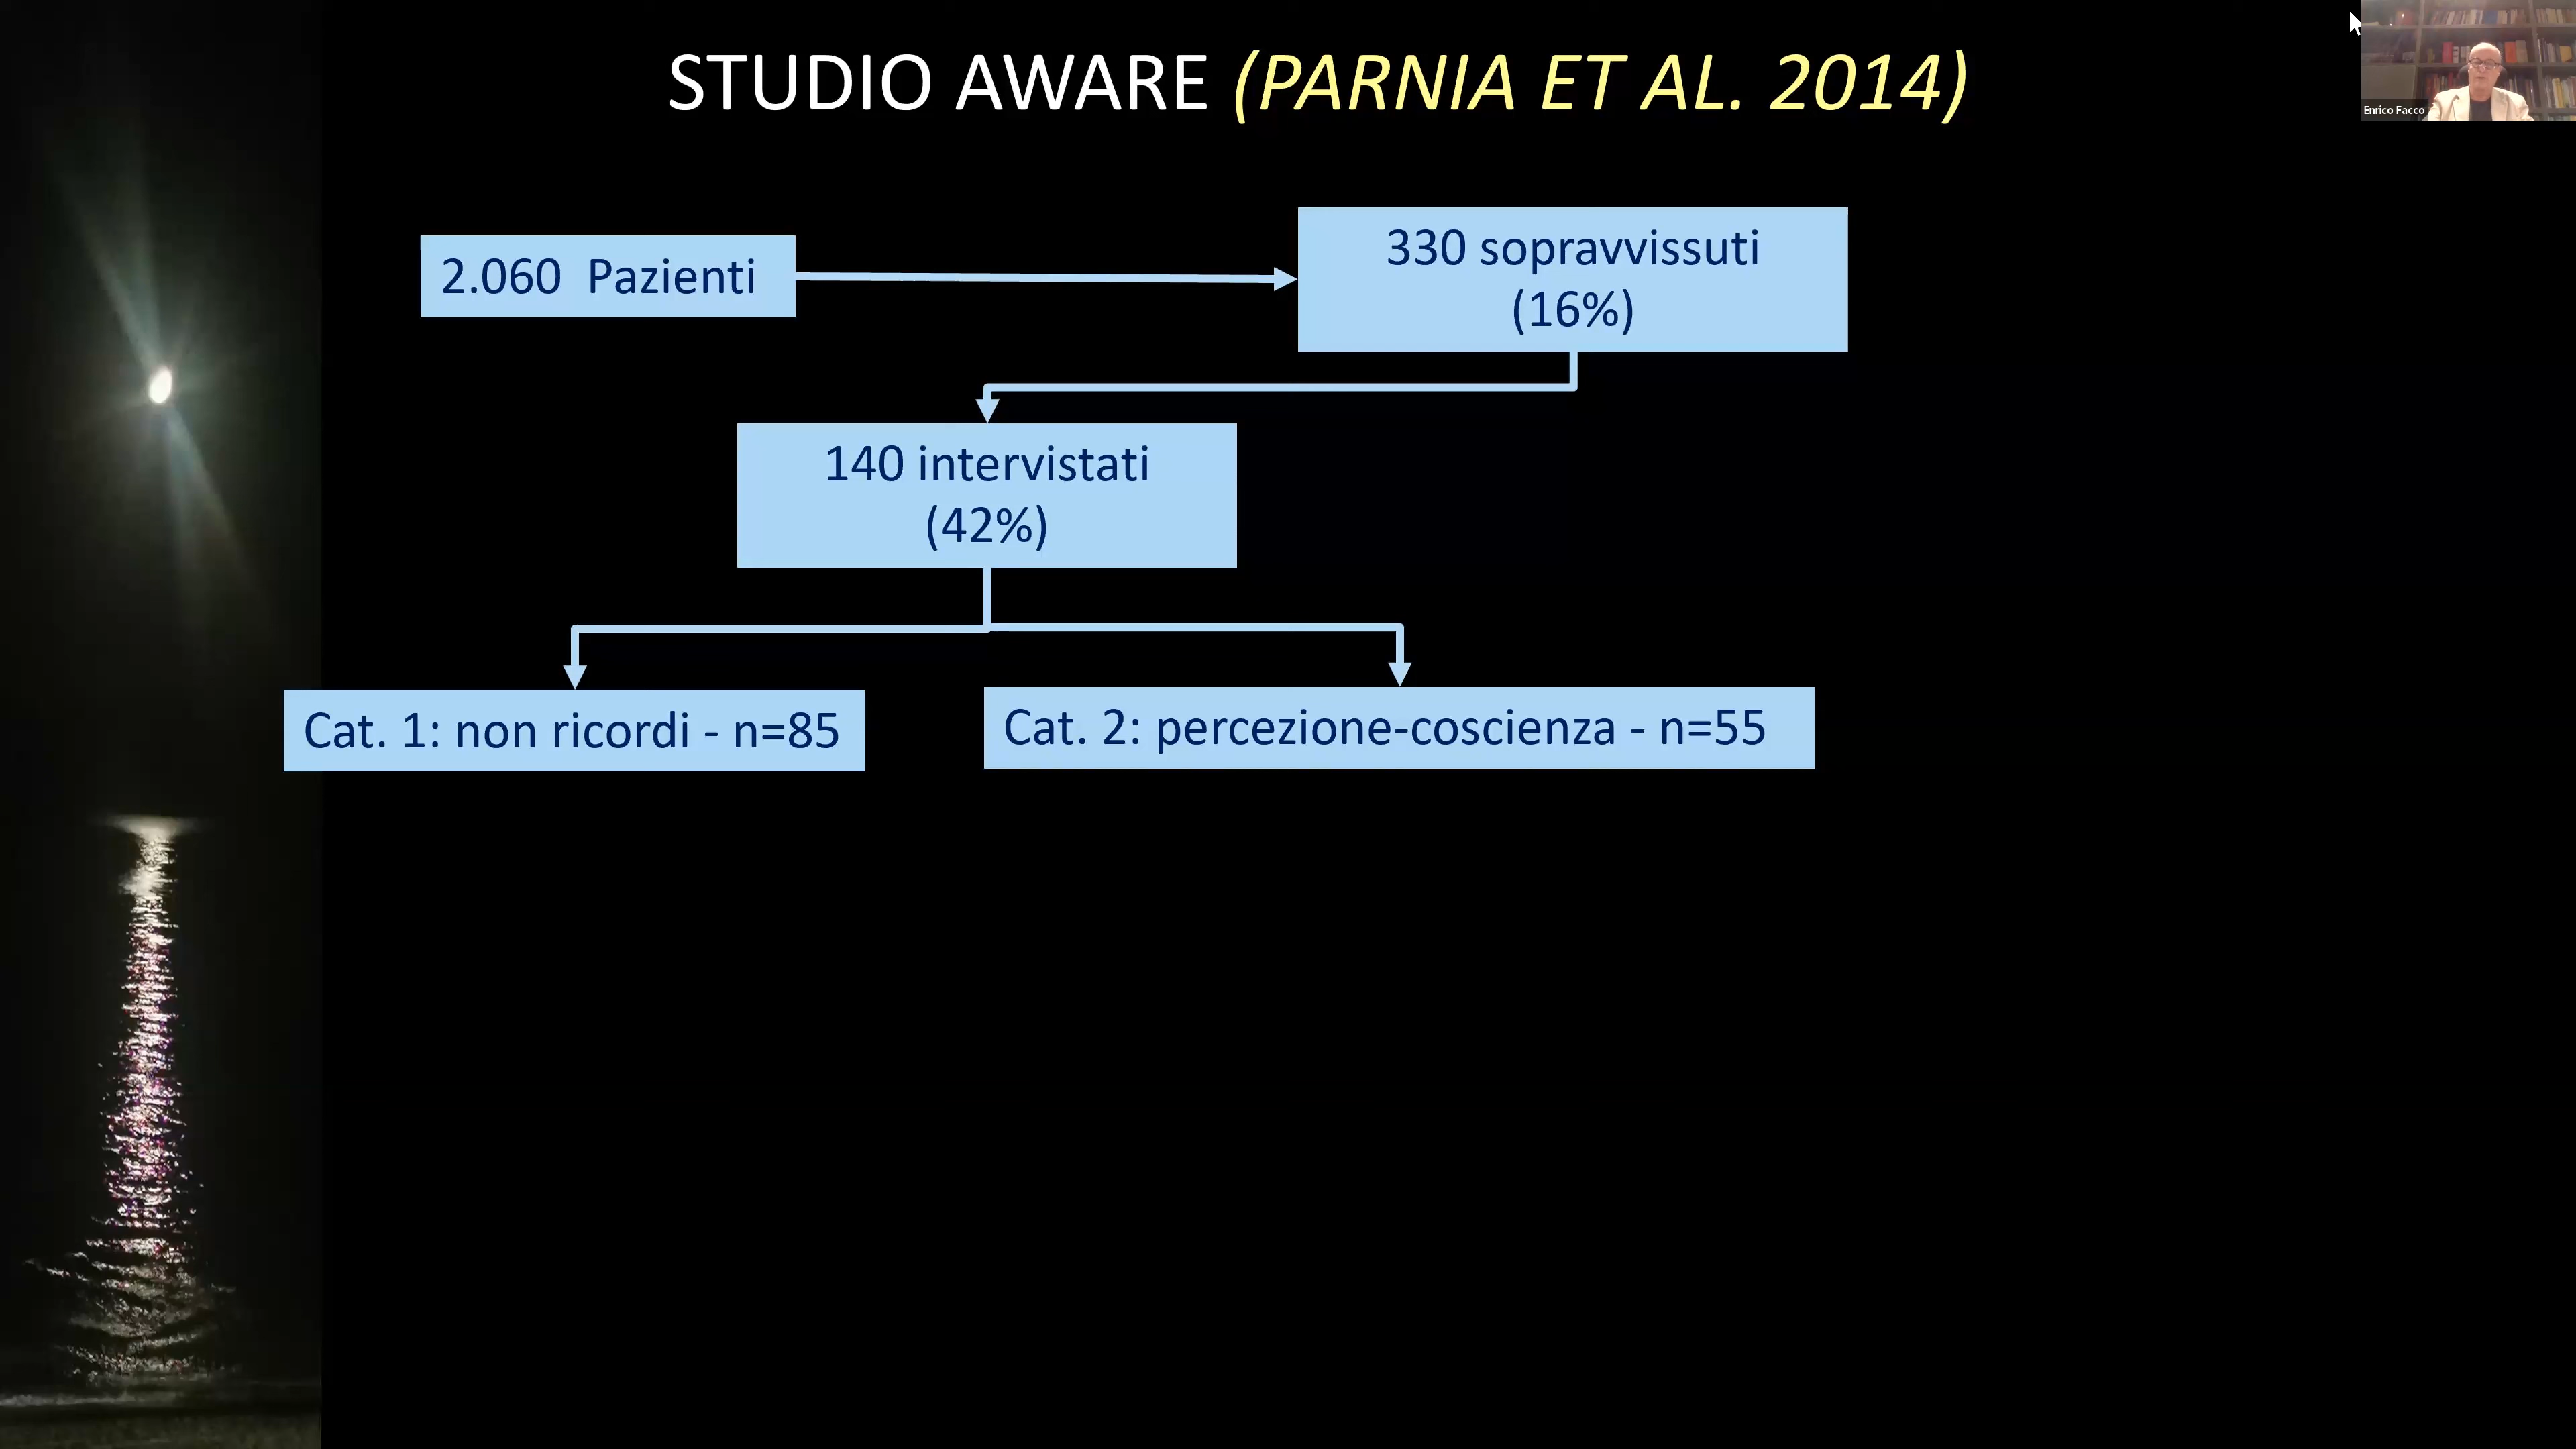 STUDIO AWARE (PARNIA ET AL. 2014)
Enrico Facco
2.060 Pazienti
330 sopravvissuti
(16%)
140 intervistati
(42%)
Cat. 1: non ricordi - n=85
Cat. 2: percezione-coscienza - n=55